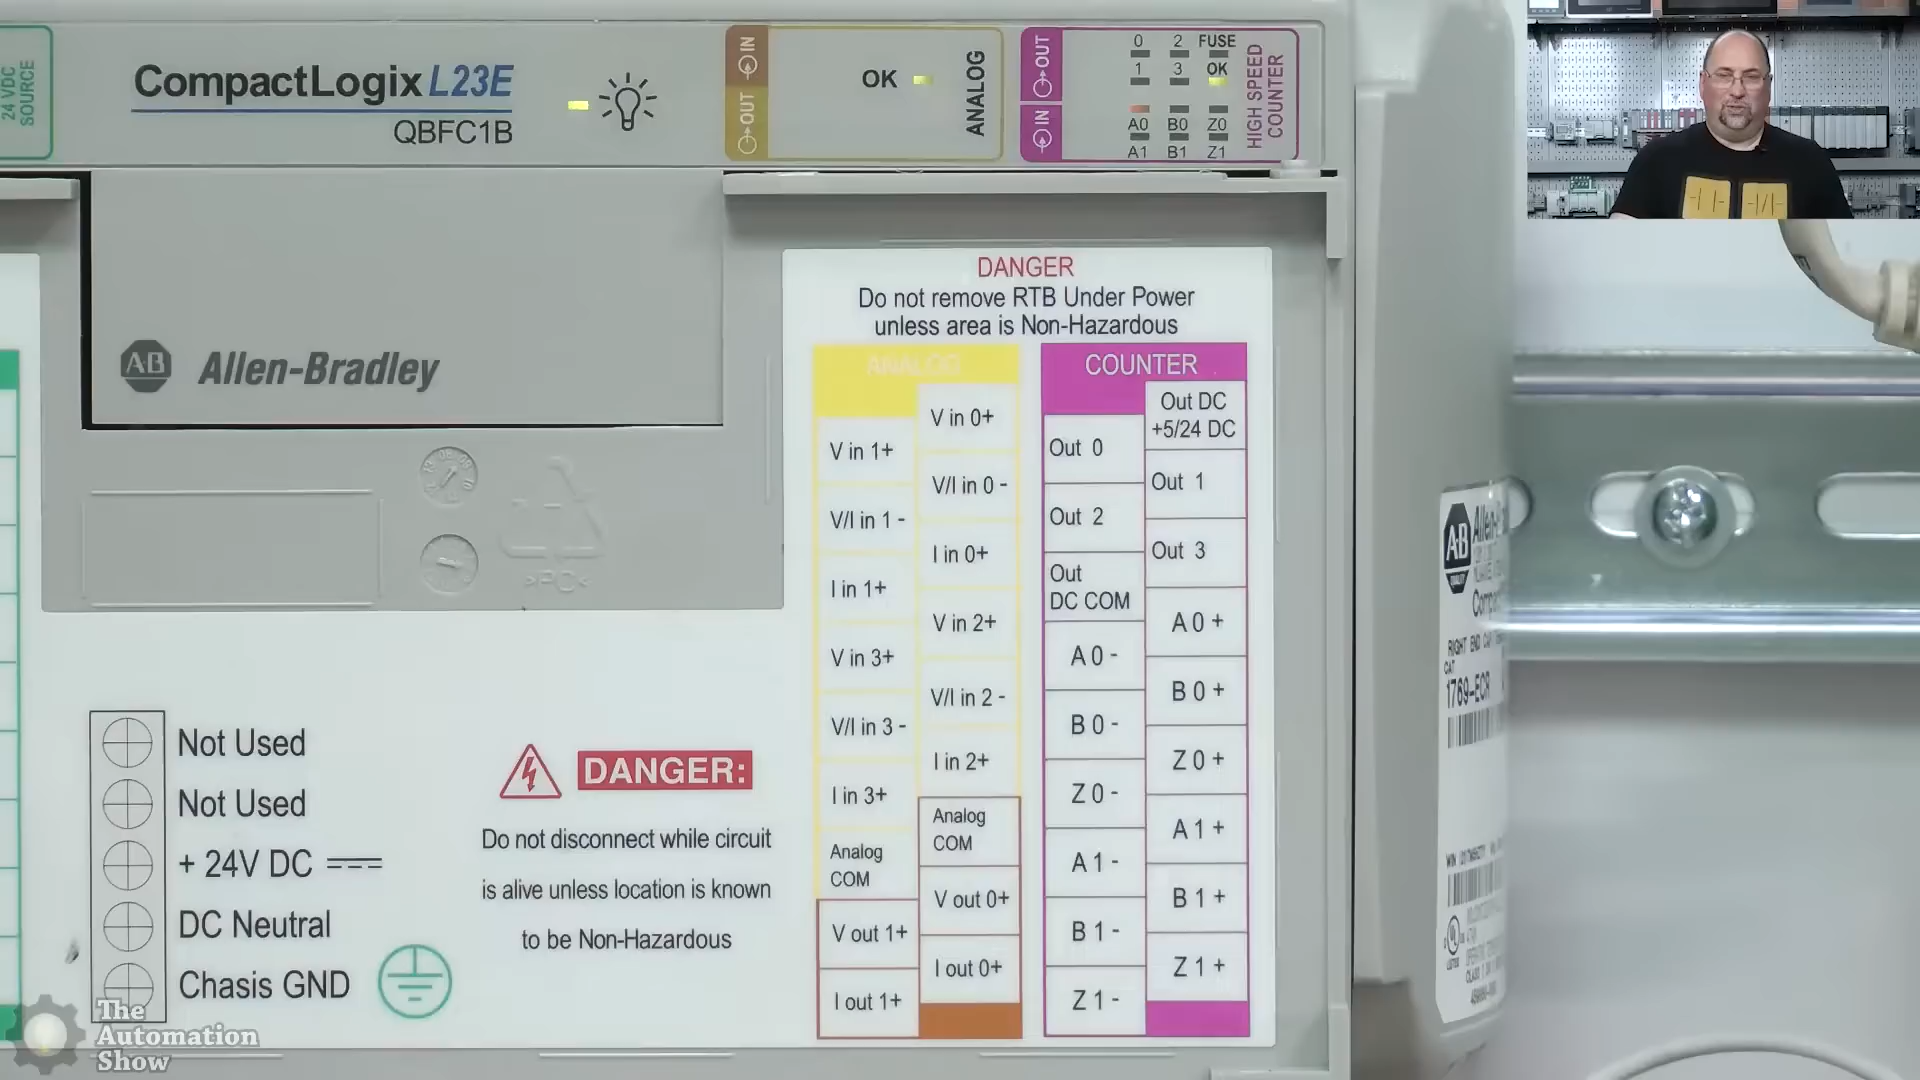 24 VDC
SOURCE
CompactLogix L23E
QBFC1B
IN
OUT
OK
ANALOG
OUT
IN
0 2 FUSE
1 3 OK
A0 B0 Z0
A1 B1 Z1
HIGH SPEED
COUNTER
AB Allen-Bradley
>PC<
DANGER
Do not remove RTB Under Power
unless area is Non-Hazardous
ANALOG
V in 0+
V in 1+
V/I in 0 -
V/I in 1 -
I in 0+
I in 1+
V in 2+
V in 3+
V/I in 2 -
V/I in 3 -
I in 2+
I in 3+
Analog
COM
Analog
COM
V out 0+
V out 1+
I out 0+
I out 1+
COUNTER
Out DC
+5/24 DC
Out 0
Out 1
Out 2
Out 3
Out
DC COM
A 0 +
A 0 -
B 0 +
B 0 -
Z 0 +
Z 0 -
A 1 +
A 1 -
B 1 +
B 1 -
Z 1 +
Z 1 -
Not Used
Not Used
+ 24V DC
DC Neutral
Chasis GND
DANGER:
Do not disconnect while circuit
is alive unless location is known
to be Non-Hazardous
AB
RIGHT END CAP
CAT
1769-ECR
The
Automation
Show